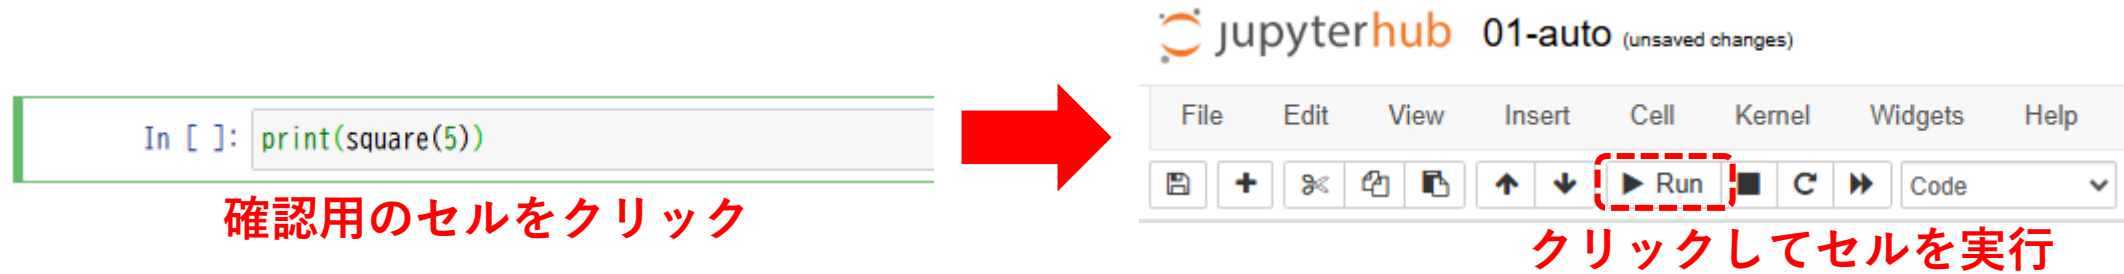 In [ ]: print(square(5))
確認用のセルをクリック
jupyterhub 01-auto (unsaved changes)
File Edit View Insert Cell Kernel Widgets Help
Run Code
クリックしてセルを実行